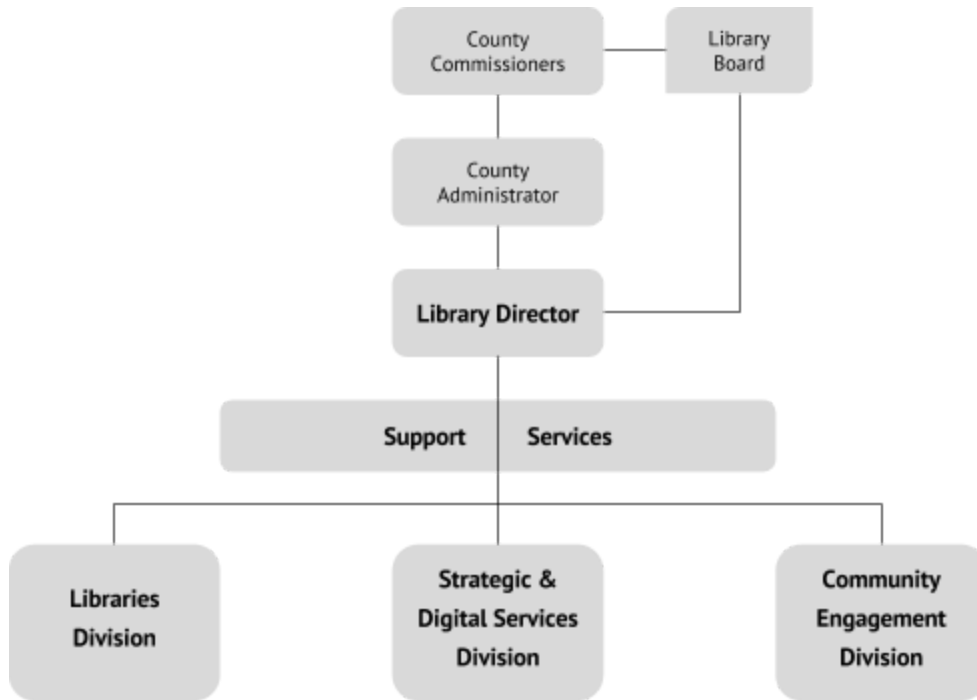 County
Commissioners
Library
Board
County
Administrator
Library Director
Support Services
Libraries
Division
Strategic &
Digital Services
Division
Community
Engagement
Division